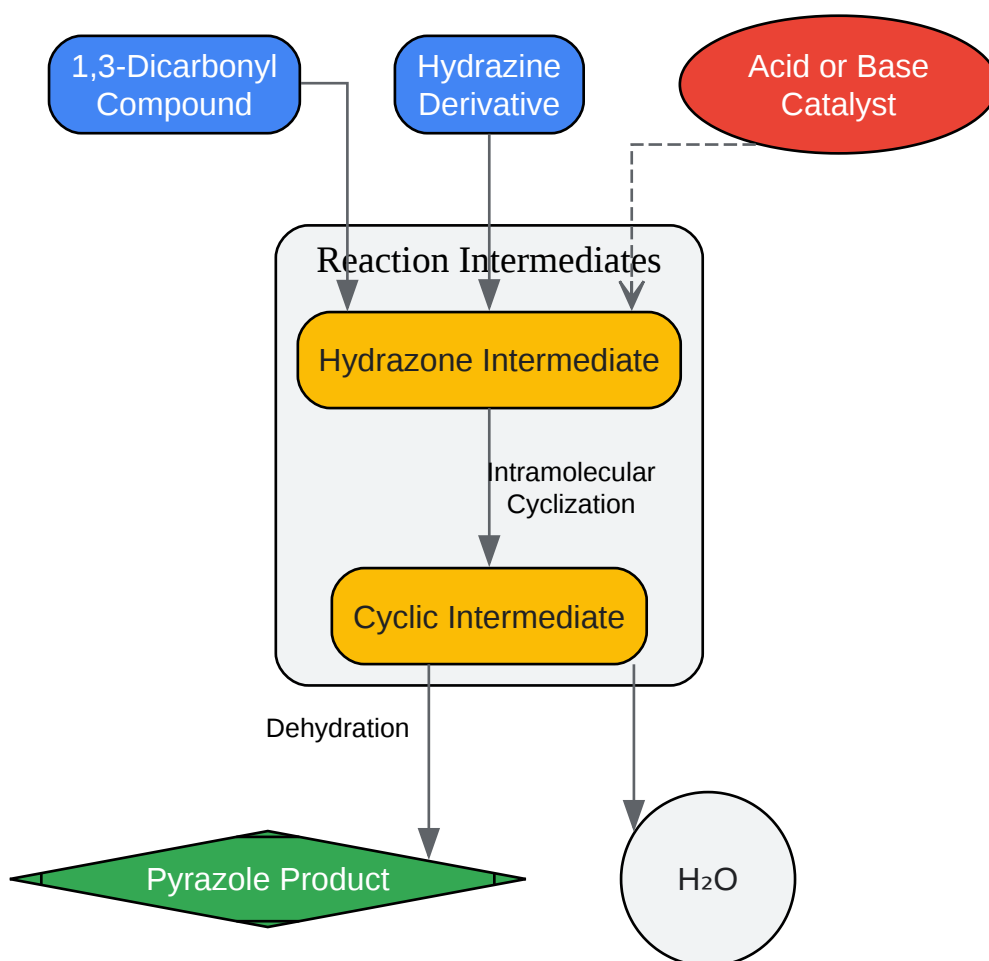 1,3-Dicarbonyl
Compound
Hydrazine
Derivative
Acid or Base
Catalyst
Reaction Intermediates
Hydrazone Intermediate
Intramolecular
Cyclization
Cyclic Intermediate
Dehydration
Pyrazole Product
H₂O